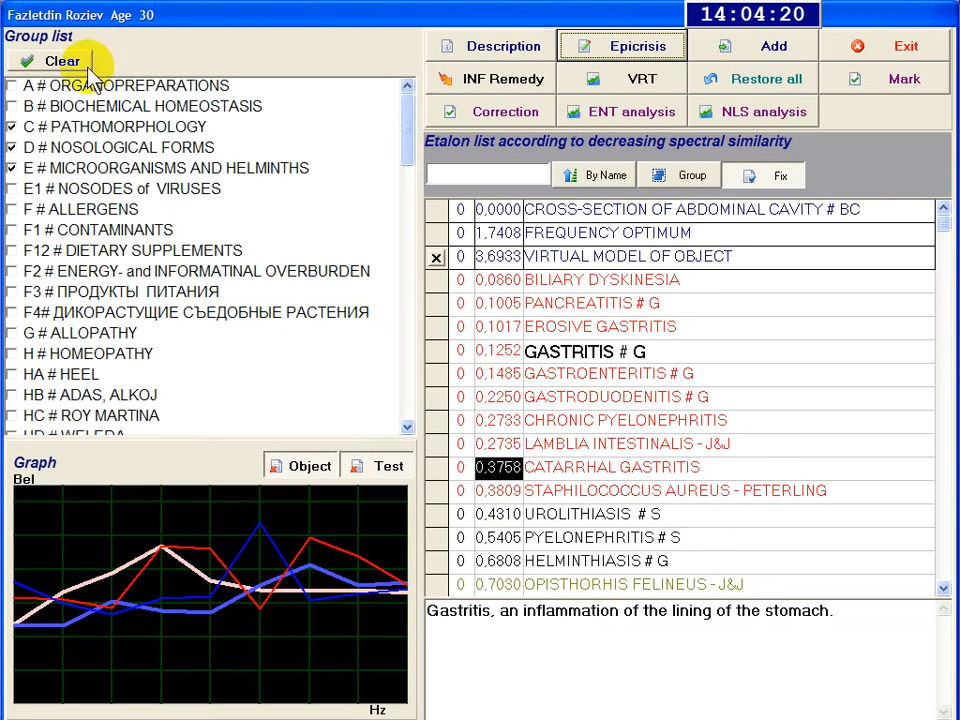 Fazletdin Roziev Age 30
14:04:20
Group list
Clear
A # ORGANOPREPARATIONS
B # BIOCHEMICAL HOMEOSTASIS
C # PATHOMORPHOLOGY
D # NOSOLOGICAL FORMS
E # MICROORGANISMS AND HELMINTHS
E1 # NOSODES of VIRUSES
F # ALLERGENS
F1 # CONTAMINANTS
F12 # DIETARY SUPPLEMENTS
F2 # ENERGY- and INFORMATINAL OVERBURDEN
F3 # ПРОДУКТЫ ПИТАНИЯ
F4# ДИКОРАСТУЩИЕ СЪЕДОБНЫЕ РАСТЕНИЯ
G # ALLOPATHY
H # HOMEOPATHY
HA # HEEL
HB # ADAS, ALKOJ
HC # ROY MARTINA
HD # WELEDA
Graph
Object Test
Bel
Hz
Description Epicrisis Add Exit
INF Remedy VRT Restore all Mark
Correction ENT analysis NLS analysis
Etalon list according to decreasing spectral similarity
By Name Group Fix
0 0,0000 CROSS-SECTION OF ABDOMINAL CAVITY # BC
0 1,7408 FREQUENCY OPTIMUM
0 3,6933 VIRTUAL MODEL OF OBJECT
0 0,0860 BILIARY DYSKINESIA
0 0,1005 PANCREATITIS # G
0 0,1017 EROSIVE GASTRITIS
0 0,1252 GASTRITIS # G
0 0,1485 GASTROENTERITIS # G
0 0,2250 GASTRODUODENITIS # G
0 0,2733 CHRONIC PYELONEPHRITIS
0 0,2735 LAMBLIA INTESTINALIS - J&J
0 0,3758 CATARRHAL GASTRITIS
0 0,3809 STAPHILOCOCCUS AUREUS - PETERLING
0 0,4310 UROLITHIASIS # S
0 0,5405 PYELONEPHRITIS # S
0 0,6808 HELMINTHIASIS # G
0 0,7030 OPISTHORHIS FELINEUS - J&J
Gastritis, an inflammation of the lining of the stomach.